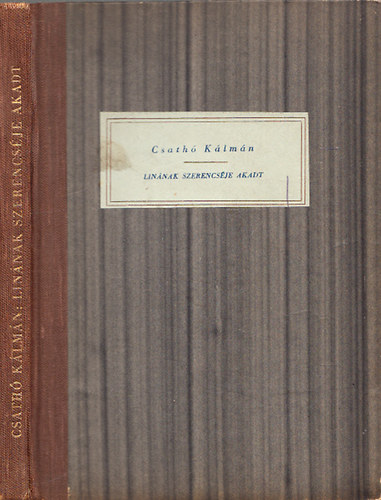 CSATHÓ KÁLMÁN: LINÁNAK SZERENCSÉJE AKADT
Csathó Kálmán
LINÁNAK SZERENCSÉJE AKADT